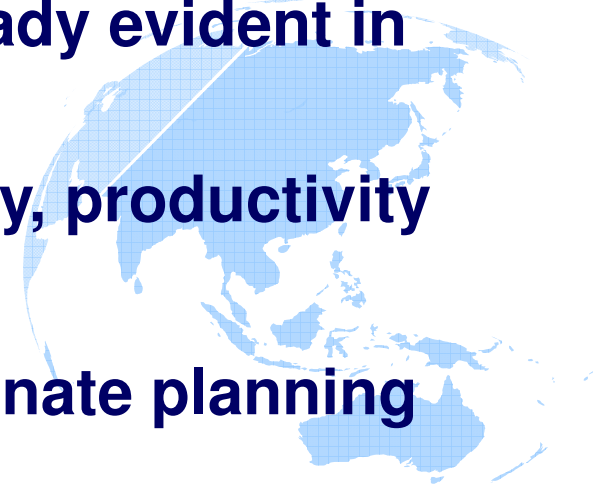 ady evident in
y, productivity
nate planning